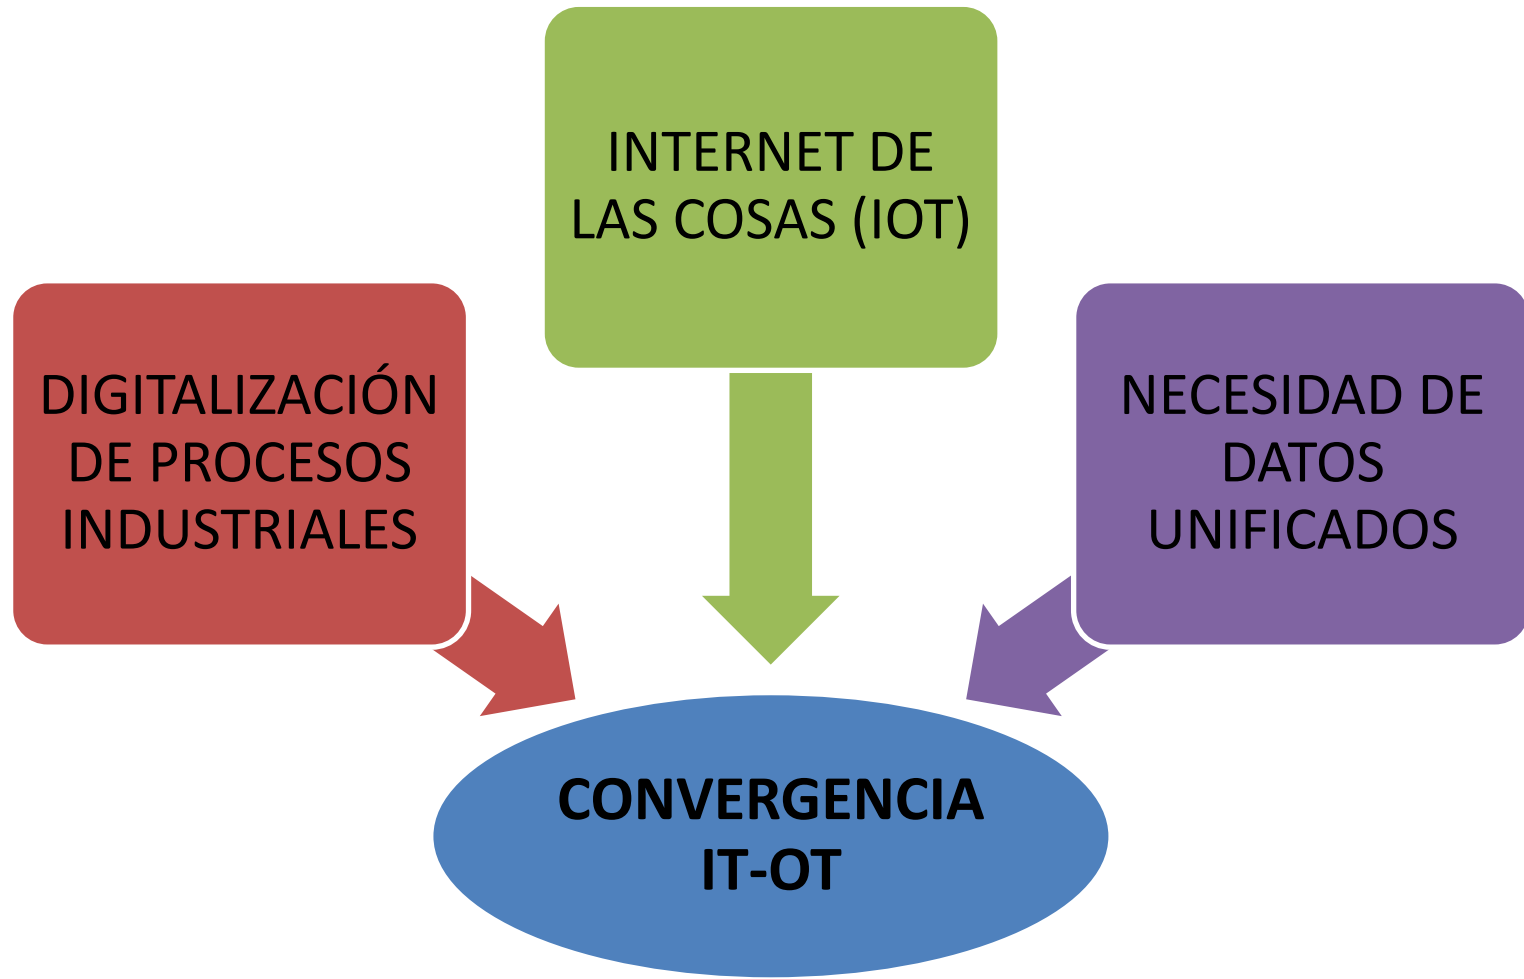 INTERNET DE
LAS COSAS (IOT)
DIGITALIZACIÓN
DE PROCESOS
INDUSTRIALES
NECESIDAD DE
DATOS
UNIFICADOS
CONVERGENCIA
IT-OT